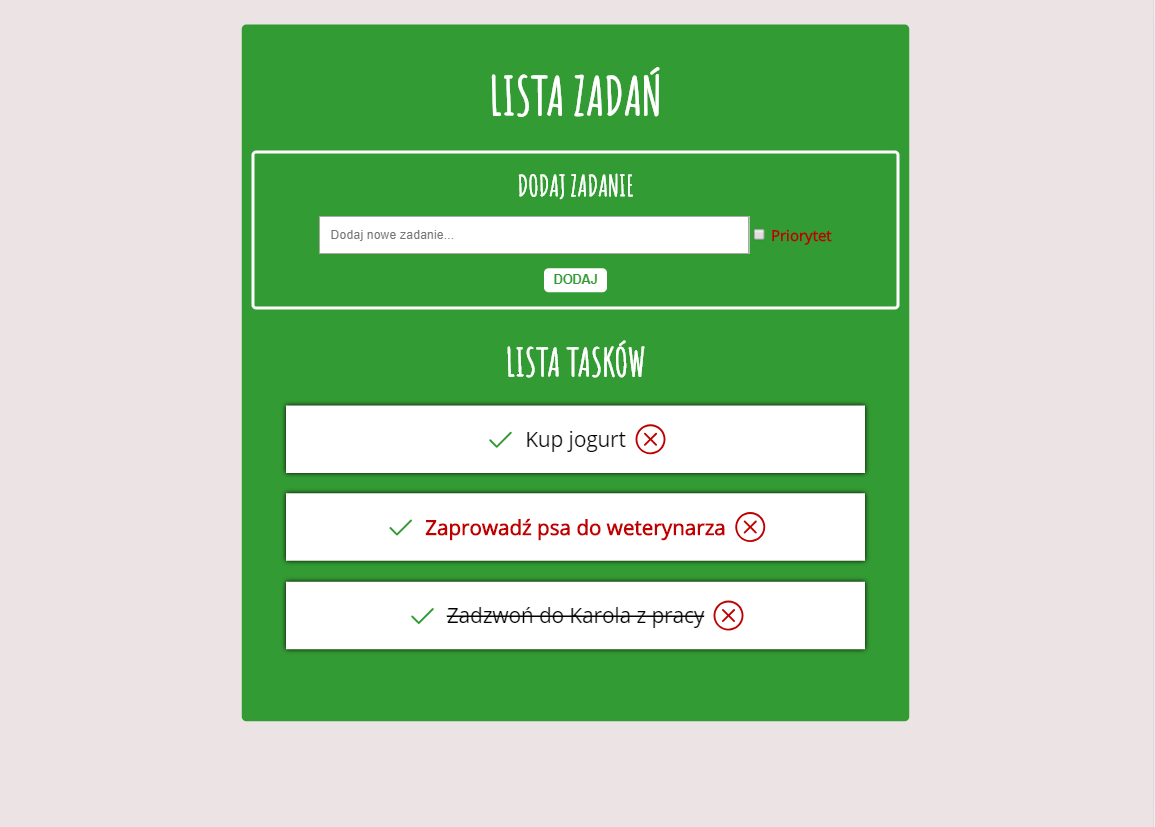 LISTA ZADAŃ
DODAJ ZADANIE
Dodaj nowe zadanie... Priorytet
DODAJ
LISTA TASKÓW
Kup jogurt
Zaprowadź psa do weterynarza
Zadzwoń do Karola z pracy